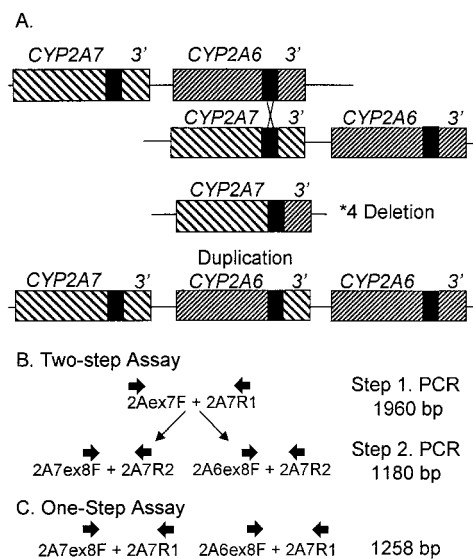 A.
CYP2A7 3' CYP2A6 3'
CYP2A7 3' CYP2A6 3'
CYP2A7 3'
*4 Deletion
Duplication
CYP2A7 3' CYP2A6 3' CYP2A6 3'
B. Two-step Assay
2Aex7F + 2A7R1
Step 1. PCR
1960 bp
2A7ex8F + 2A7R2 2A6ex8F + 2A7R2
Step 2. PCR
1180 bp
C. One-Step Assay
2A7ex8F + 2A7R1 2A6ex8F + 2A7R1 1258 bp